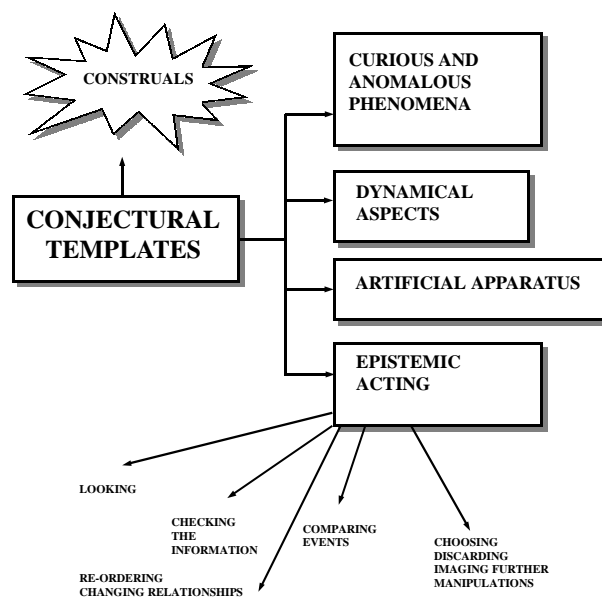 CONSTRUALS
CURIOUS AND
ANOMALOUS
PHENOMENA
CONJECTURAL
TEMPLATES
DYNAMICAL
ASPECTS
ARTIFICIAL APPARATUS
EPISTEMIC
ACTING
LOOKING
CHECKING
THE
INFORMATION
COMPARING
EVENTS
CHOOSING
DISCARDING
IMAGING FURTHER
MANIPULATIONS
RE-ORDERING
CHANGING RELATIONSHIPS